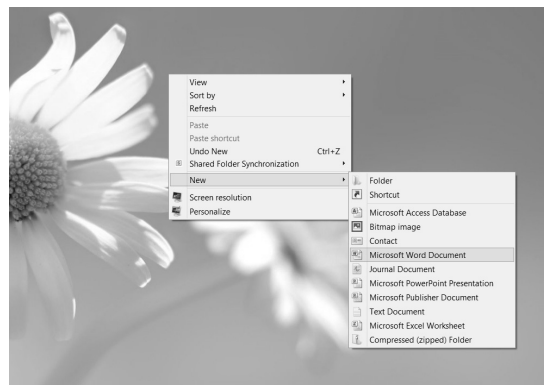 View
Sort by
Refresh
Paste
Paste shortcut
Undo New Ctrl+Z
Shared Folder Synchronization
New
Screen resolution
Personalize
Folder
Shortcut
Microsoft Access Database
Bitmap image
Contact
Microsoft Word Document
Journal Document
Microsoft PowerPoint Presentation
Microsoft Publisher Document
Text Document
Microsoft Excel Worksheet
Compressed (zipped) Folder